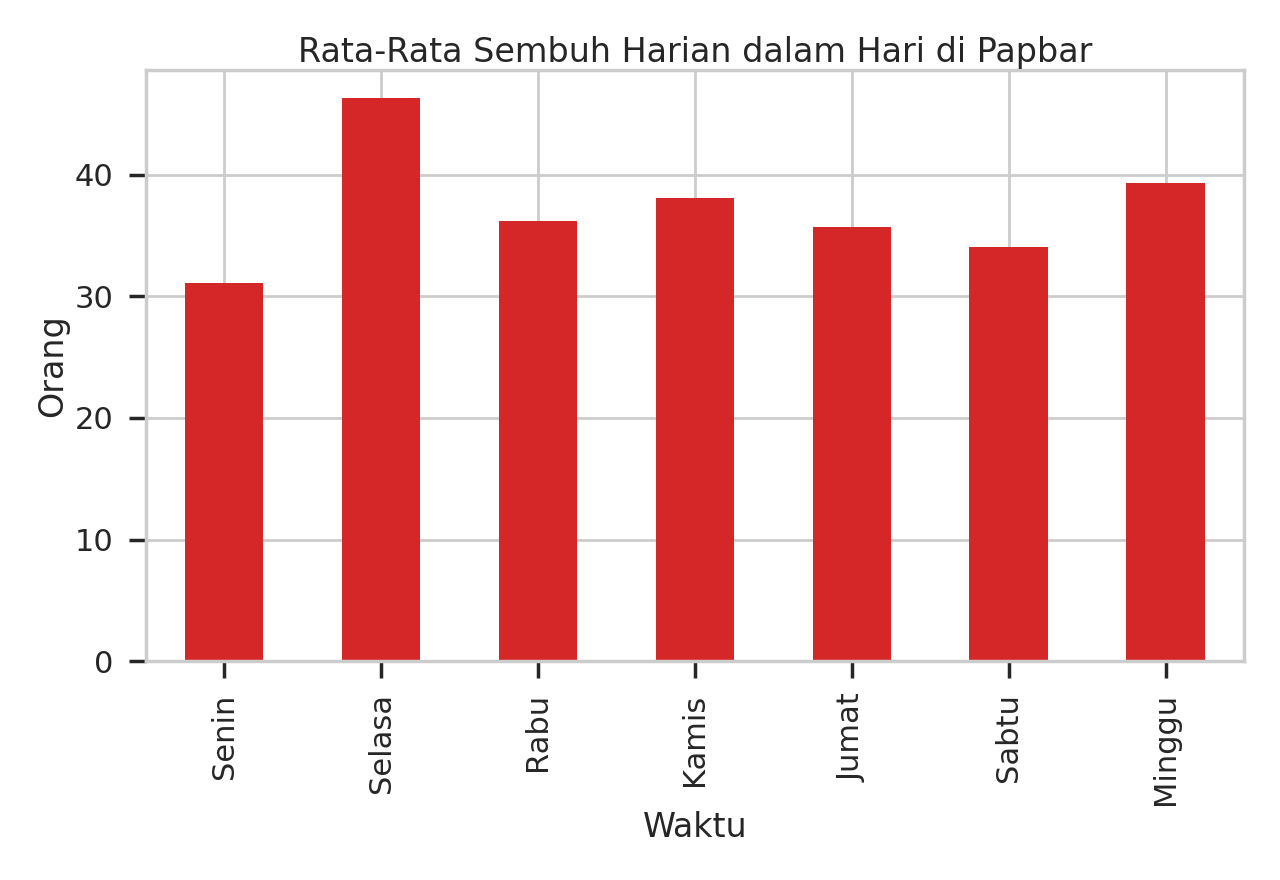 Rata-Rata Sembuh Harian dalam Hari di Papbar
40
30
20
10
0
Orang
Senin
Selasa
Rabu
Kamis
Jumat
Sabtu
Minggu
Waktu